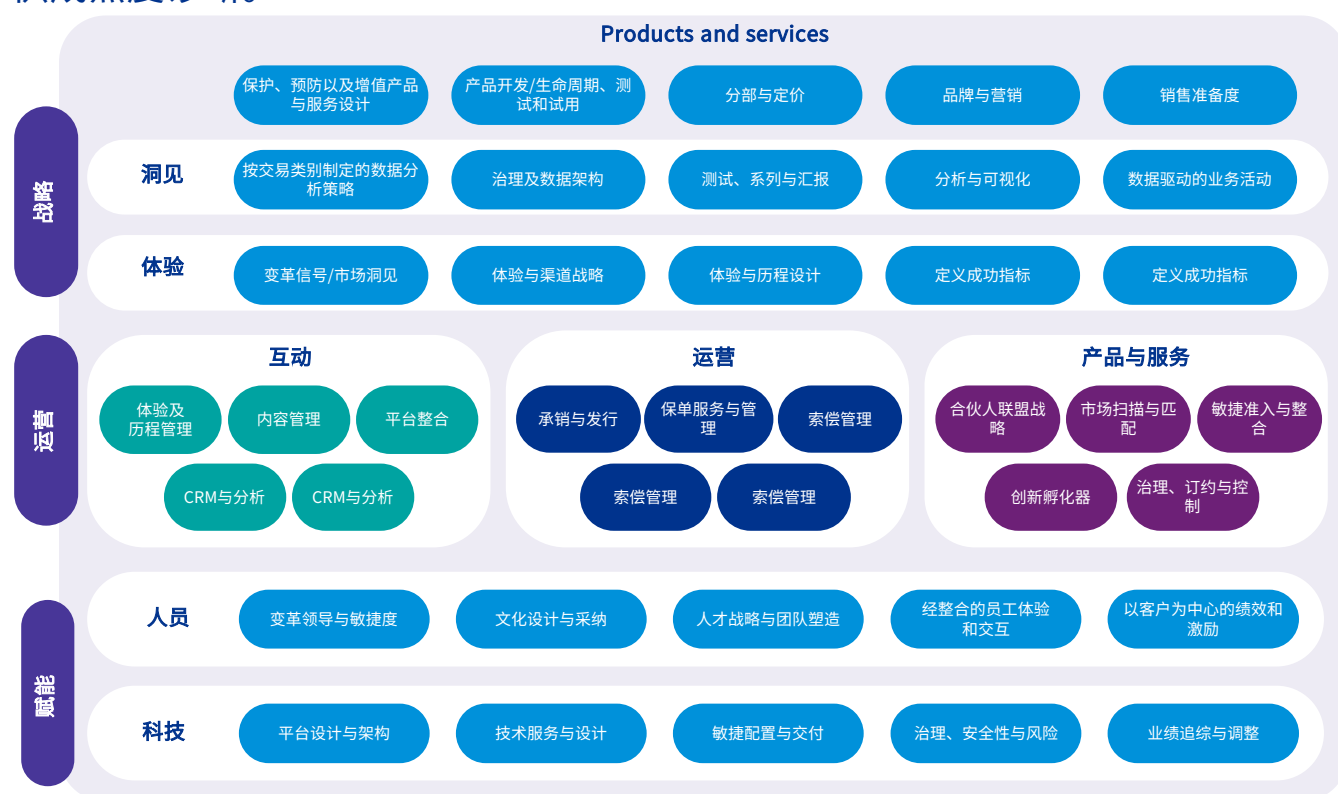 Products and services
保护、预防以及增值产品
与服务设计
产品开发/生命周期、测
试和试用
分部与定价
品牌与营销
销售准备度
战略
洞见
按交易类别制定的数据分
析策略
治理及数据架构
测试、系列与汇报
分析与可视化
数据驱动的业务活动
体验
变革信号/市场洞见
体验与渠道战略
体验与历程设计
定义成功指标
定义成功指标
运营
互动
体验及
历程管理
内容管理
平台整合
CRM与分析
CRM与分析
运营
承销与发行
保单服务与管
理
索偿管理
索偿管理
索偿管理
产品与服务
合伙人联盟战
略
市场扫描与匹
配
敏捷准入与整
合
创新孵化器
治理、订约与控
制
赋能
人员
变革领导与敏捷度
文化设计与采纳
人才战略与团队塑造
经整合的员工体验
和交互
以客户为中心的绩效和
激励
科技
平台设计与架构
技术服务与设计
敏捷配置与交付
治理、安全性与风险
业绩追综与调整